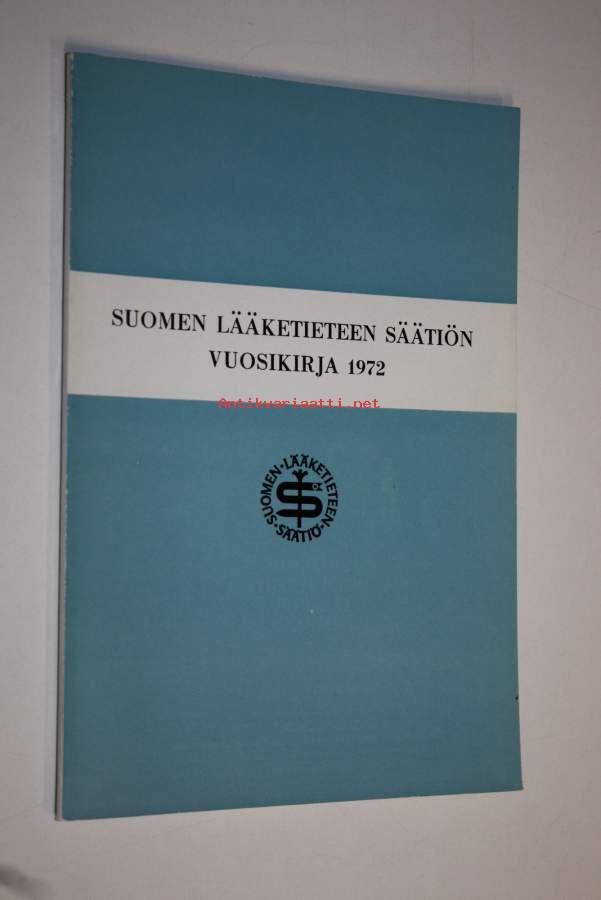 SUOMEN LÄÄKETIETEEN SÄÄTIÖN
VUOSIKIRJA 1972
Antikvariaatti.net
SUOMEN·LÄÄKETIETEEN·SÄÄTIÖ·